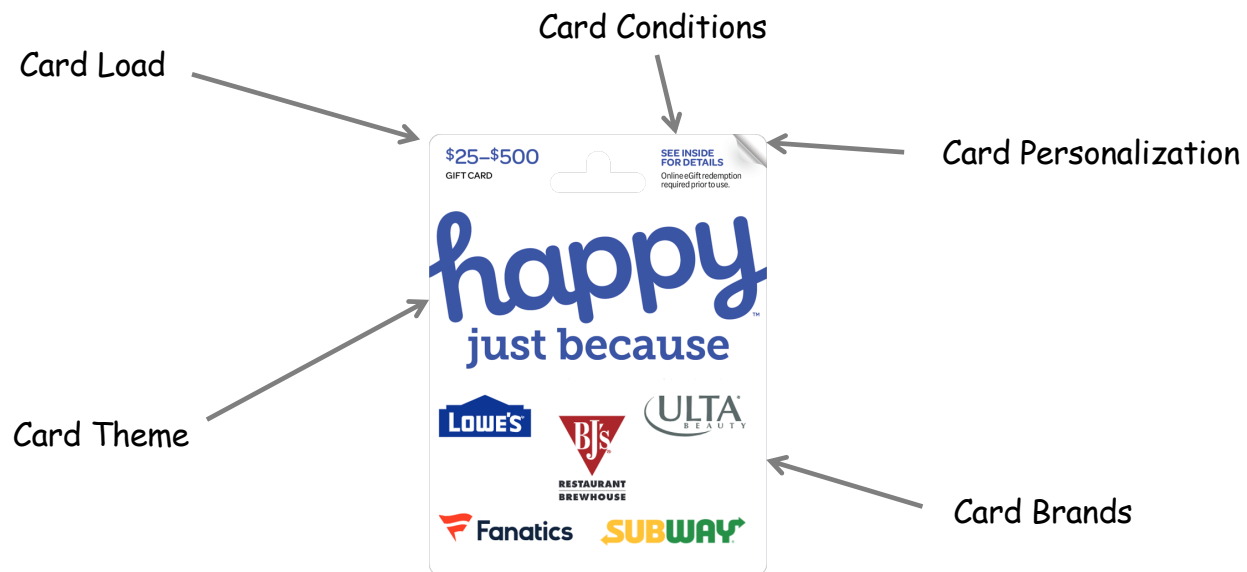 Card Conditions
Card Load
Card Personalization
$25–$500
GIFT CARD
SEE INSIDE
FOR DETAILS
Online eGift redemption
required prior to use.
happy
™
just because
Card Theme
LOWE'S
ULTA
BEAUTY
BJ's
RESTAURANT
BREWHOUSE
Card Brands
Fanatics
SUBWAY